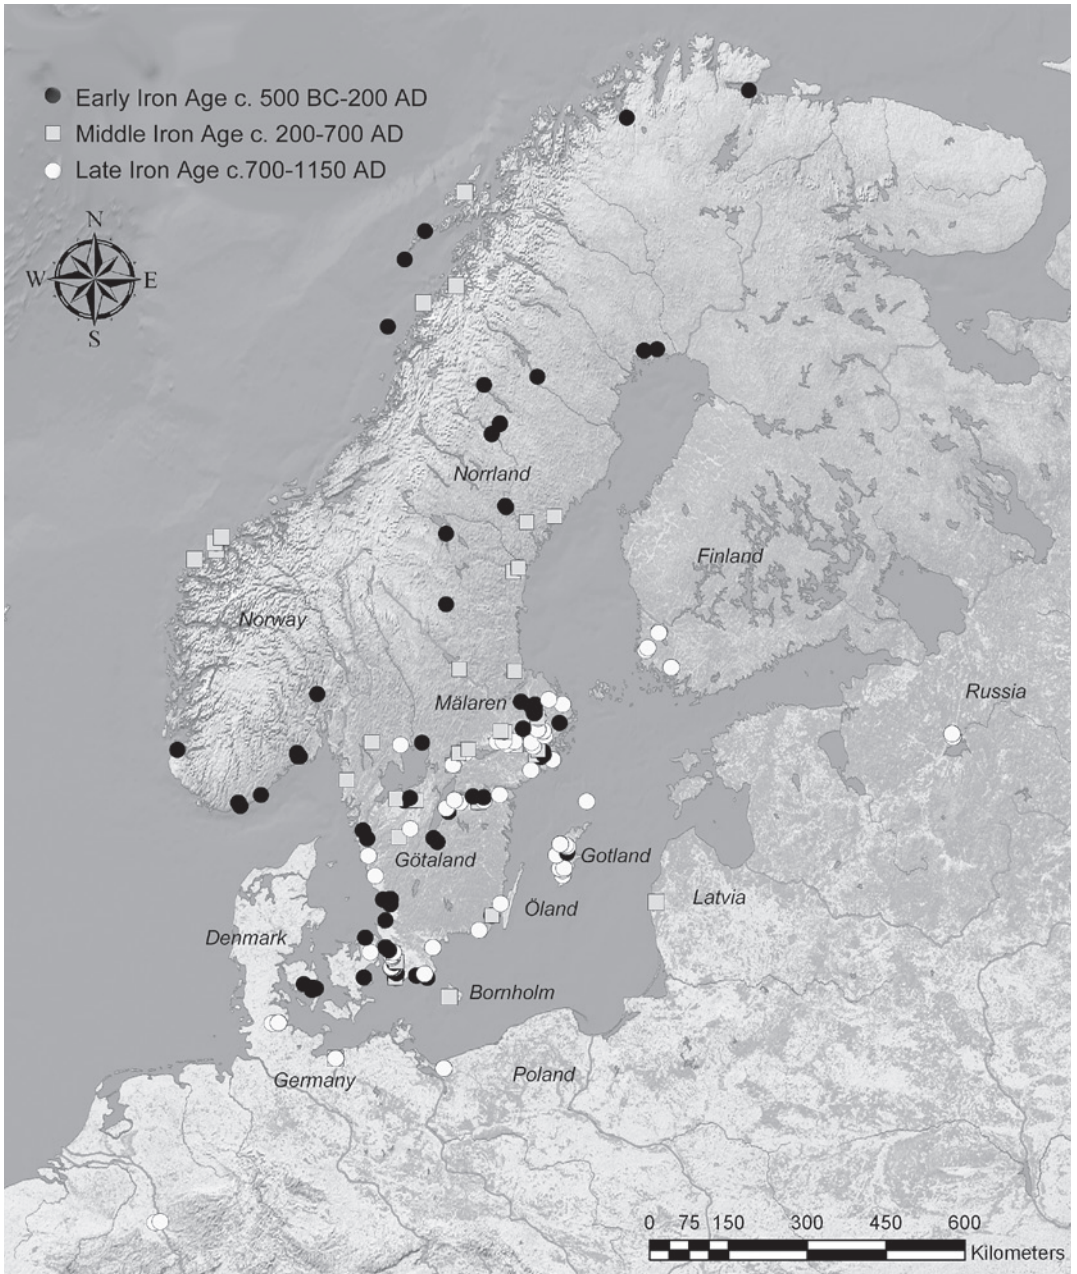 Early Iron Age c. 500 BC-200 AD
Middle Iron Age c. 200-700 AD
Late Iron Age c.700-1150 AD
N
W E
S
Norrland
Finland
Norway
Mälaren
Russia
Götaland
Gotland
Öland
Latvia
Denmark
Bornholm
Germany
Poland
0 75 150 300 450 600
Kilometers